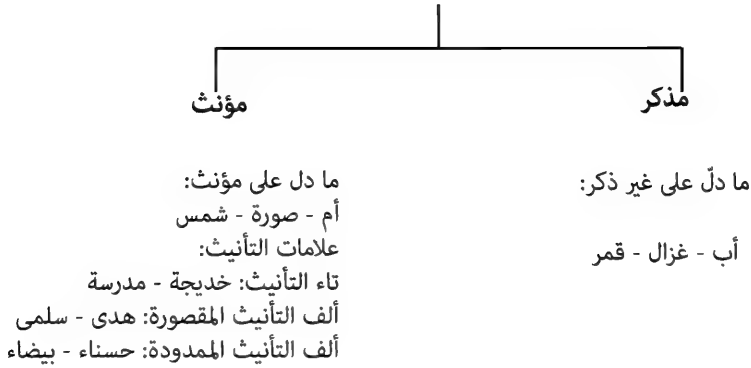 مذكر
ما دلّ على غير ذكر:
أب - غزال - قمر
مؤنث
ما دل على مؤنث:
أم - صورة - شمس
علامات التأنيث:
تاء التأنيث: خديجة - مدرسة
ألف التأنيث المقصورة: هدى - سلمى
ألف التأنيث الممدودة: حسناء - بيضاء